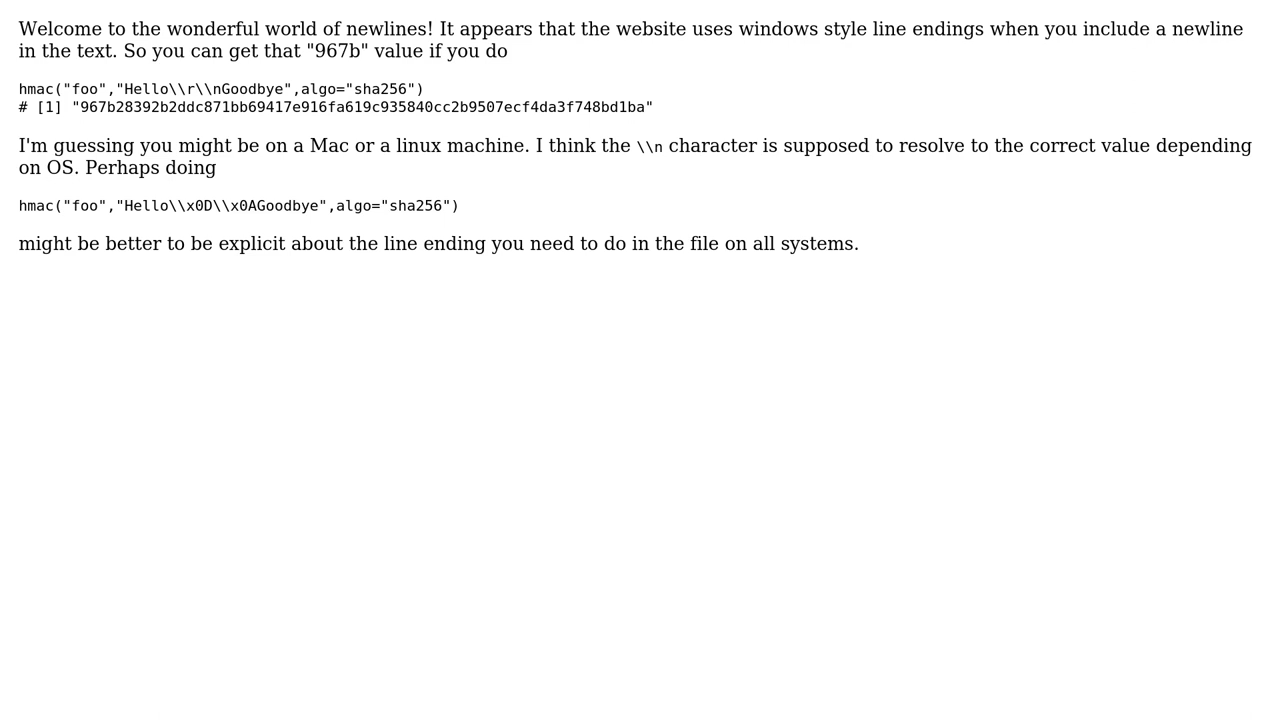 Welcome to the wonderful world of newlines! It appears that the website uses windows style line endings when you include a newline
in the text. So you can get that "967b" value if you do
hmac("foo","Hello\\r\\nGoodbye",algo="sha256")
# [1] "967b28392b2ddc871bb69417e916fa619c935840cc2b9507ecf4da3f748bd1ba"
I'm guessing you might be on a Mac or a linux machine. I think the \\n character is supposed to resolve to the correct value depending
on OS. Perhaps doing
hmac("foo","Hello\\x0D\\x0AGoodbye",algo="sha256")
might be better to be explicit about the line ending you need to do in the file on all systems.